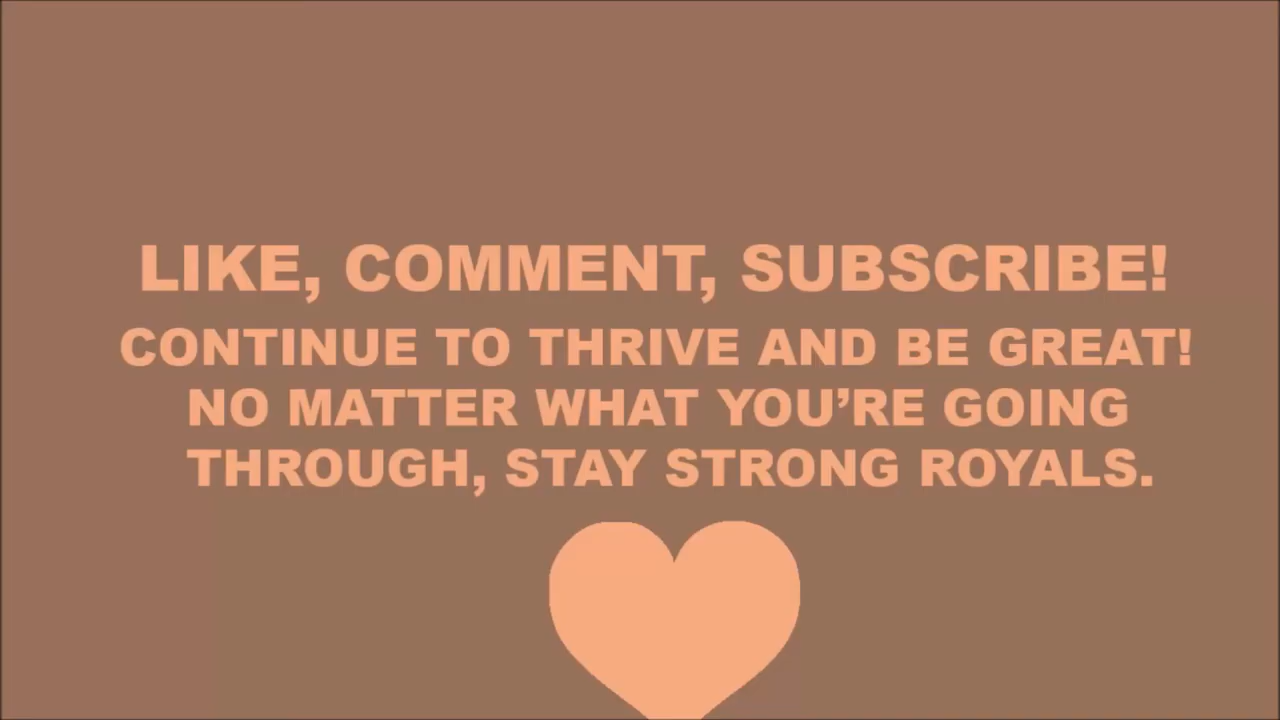 LIKE, COMMENT, SUBSCRIBE!
CONTINUE TO THRIVE AND BE GREAT!
NO MATTER WHAT YOU’RE GOING
THROUGH, STAY STRONG ROYALS.